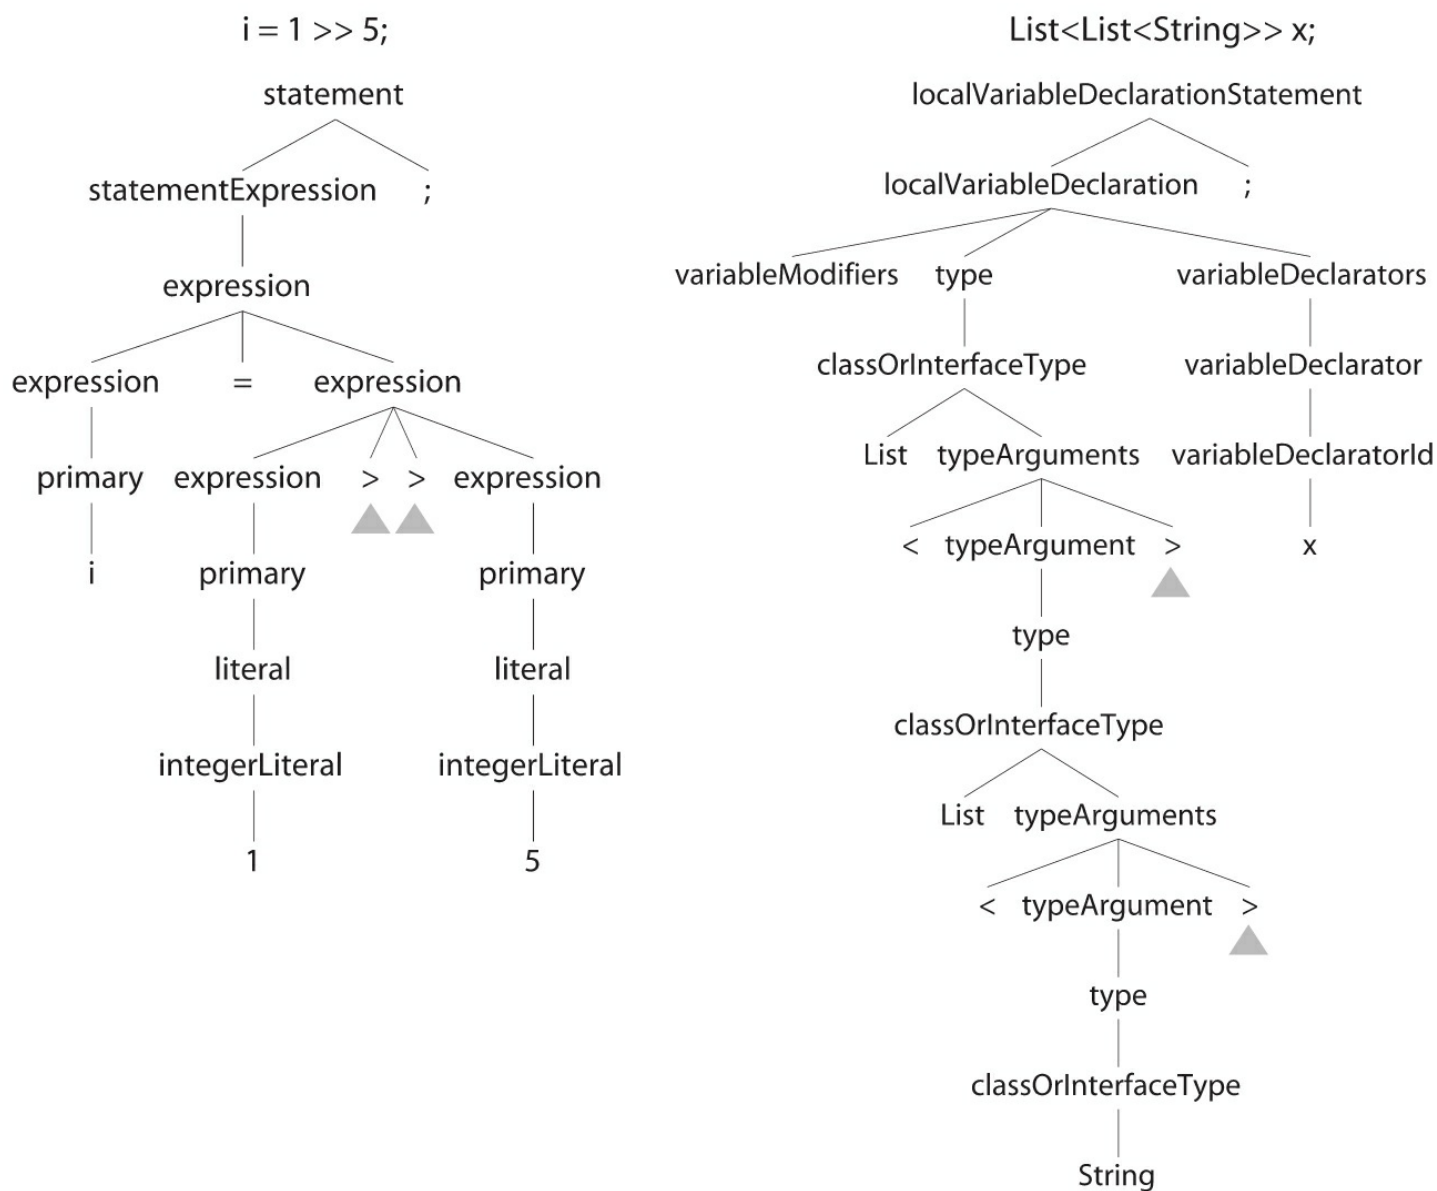 i = 1 >> 5;
statement
statementExpression ;
expression
expression = expression
primary expression > > expression
i primary primary
literal literal
integerLiteral integerLiteral
1 5
List<List<String>> x;
localVariableDeclarationStatement
localVariableDeclaration ;
variableModifiers type variableDeclarators
classOrInterfaceType variableDeclarator
List typeArguments variableDeclaratorId
< typeArgument > x
type
classOrInterfaceType
List typeArguments
< typeArgument >
type
classOrInterfaceType
String